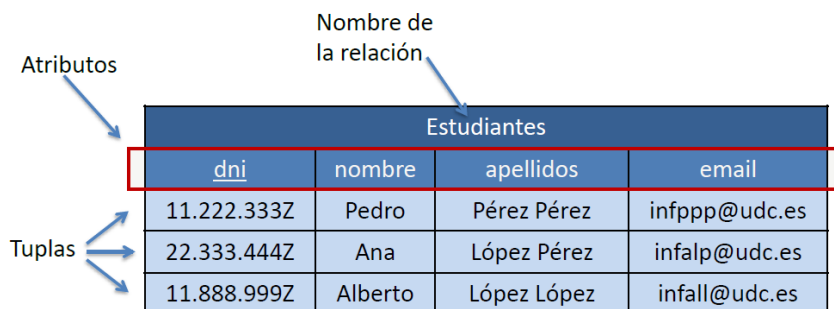 Nombre de
la relación
Atributos
Estudiantes
dni nombre apellidos email
11.222.333Z Pedro Pérez Pérez infppp@udc.es
Tuplas
22.333.444Z Ana López Pérez infalp@udc.es
11.888.999Z Alberto López López infall@udc.es